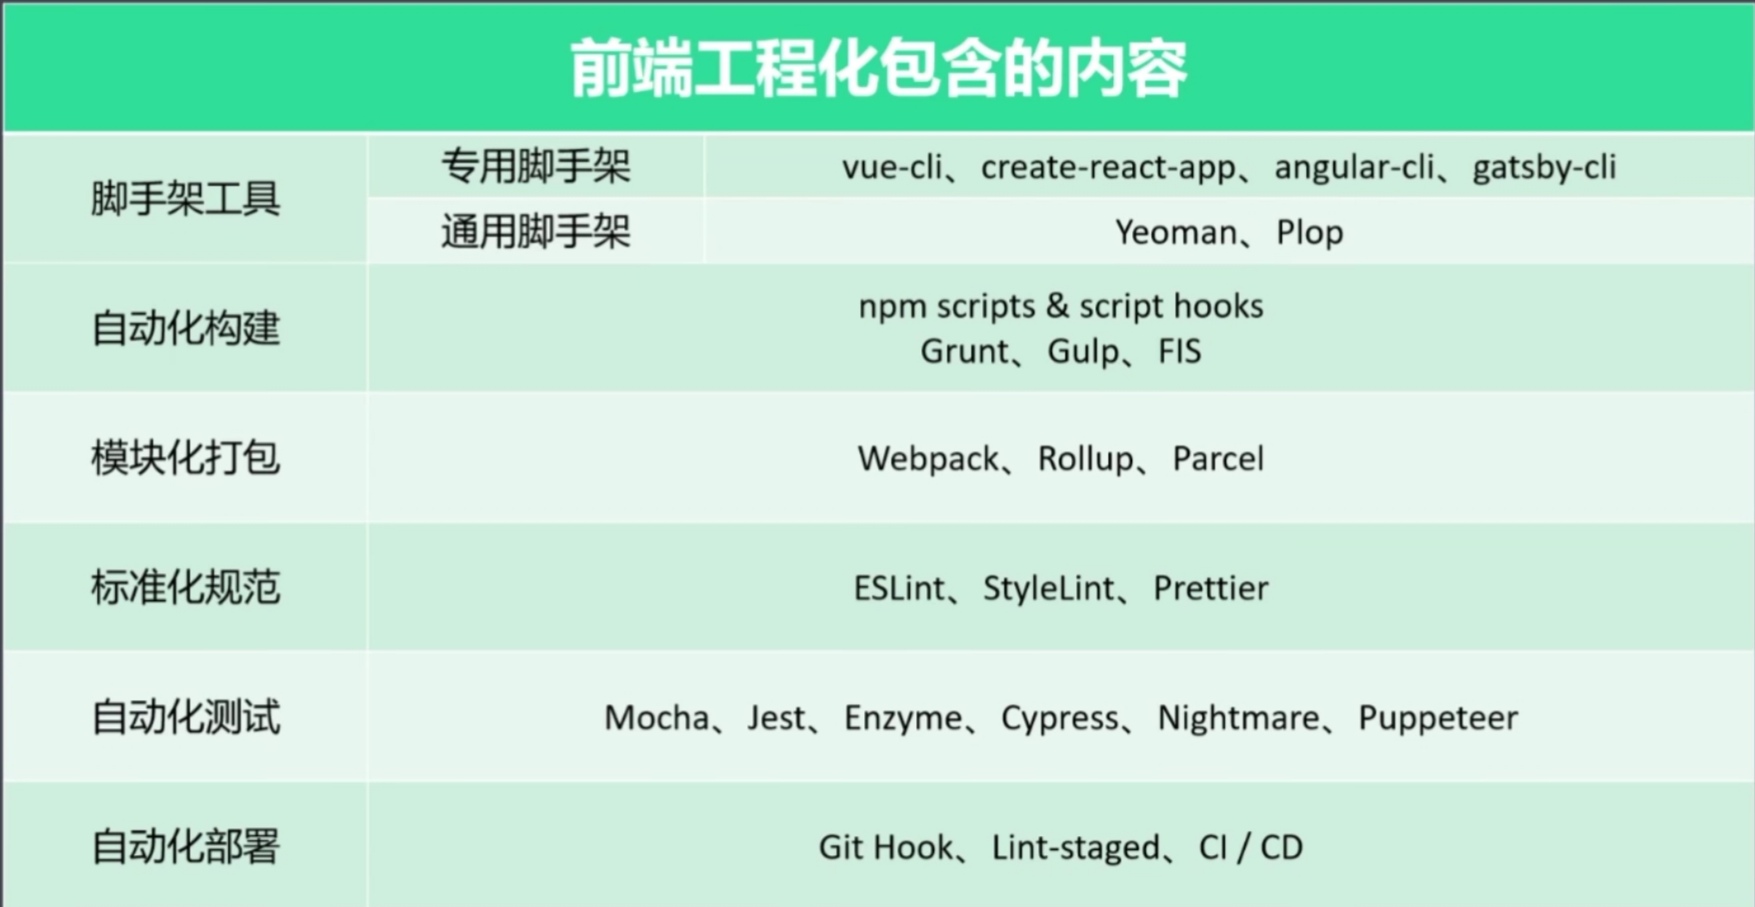 前端工程化包含的内容
脚手架工具
专用脚手架
vue-cli、create-react-app、angular-cli、gatsby-cli
通用脚手架
Yeoman、Plop
自动化构建
npm scripts & script hooks
Grunt、Gulp、FIS
模块化打包
Webpack、Rollup、Parcel
标准化规范
ESLint、StyleLint、Prettier
自动化测试
Mocha、Jest、Enzyme、Cypress、Nightmare、Puppeteer
自动化部署
Git Hook、Lint-staged、CI / CD